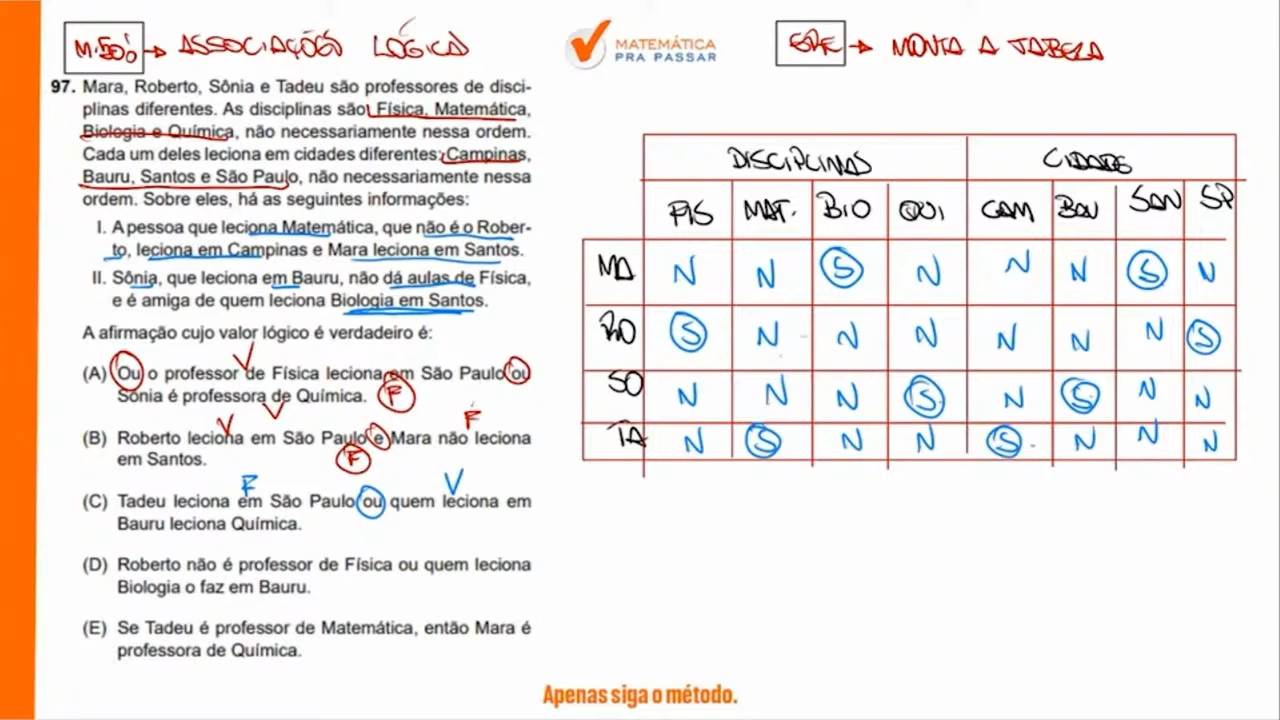 M.50' → ASSOCIAÇÕES LÓGICA
MATEMÁTICA
PRA PASSAR
→ MONTA A TABELA
97. Mara, Roberto, Sônia e Tadeu são professores de disci-
plinas diferentes. As disciplinas são Física, Matemática,
Biologia e Química, não necessariamente nessa ordem.
Cada um deles leciona em cidades diferentes: Campinas,
Bauru, Santos e São Paulo, não necessariamente nessa
ordem. Sobre eles, há as seguintes informações:
I. A pessoa que leciona Matemática, que não é o Rober-
to, leciona em Campinas e Mara leciona em Santos.
II. Sônia, que leciona em Bauru, não dá aulas de Física,
e é amiga de quem leciona Biologia em Santos.
A afirmação cujo valor lógico é verdadeiro é:
V
(A) Ou o professor de Física leciona em São Paulo ou
Sônia é professora de Química. F
V V F
(B) Roberto leciona em São Paulo e Mara não leciona
em Santos. F
F V
(C) Tadeu leciona em São Paulo ou quem leciona em
Bauru leciona Química.
(D) Roberto não é professor de Física ou quem leciona
Biologia o faz em Bauru.
(E) Se Tadeu é professor de Matemática, então Mara é
professora de Química.
DISCIPLINAS CIDADE
FIS MAT. BIO QUI CAM BAU SAN SP
MA N N S N N N S N
RO S N N N N N N S
SO N N N S N S N N
TA N S N N S N N N
Apenas siga o método.